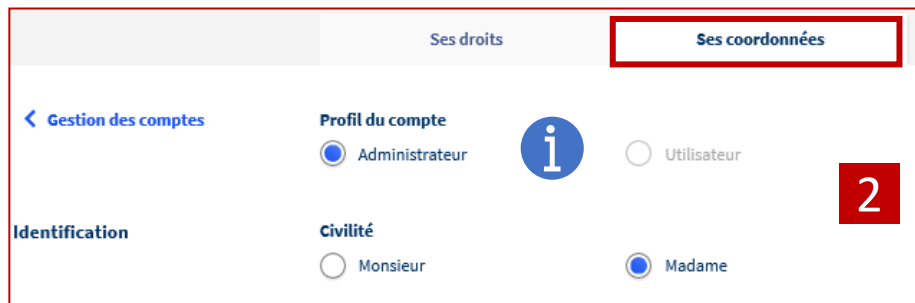 Ses droits Ses coordonnées
Gestion des comptes Profil du compte
Administrateur i Utilisateur
2
Identification Civilité
Monsieur Madame